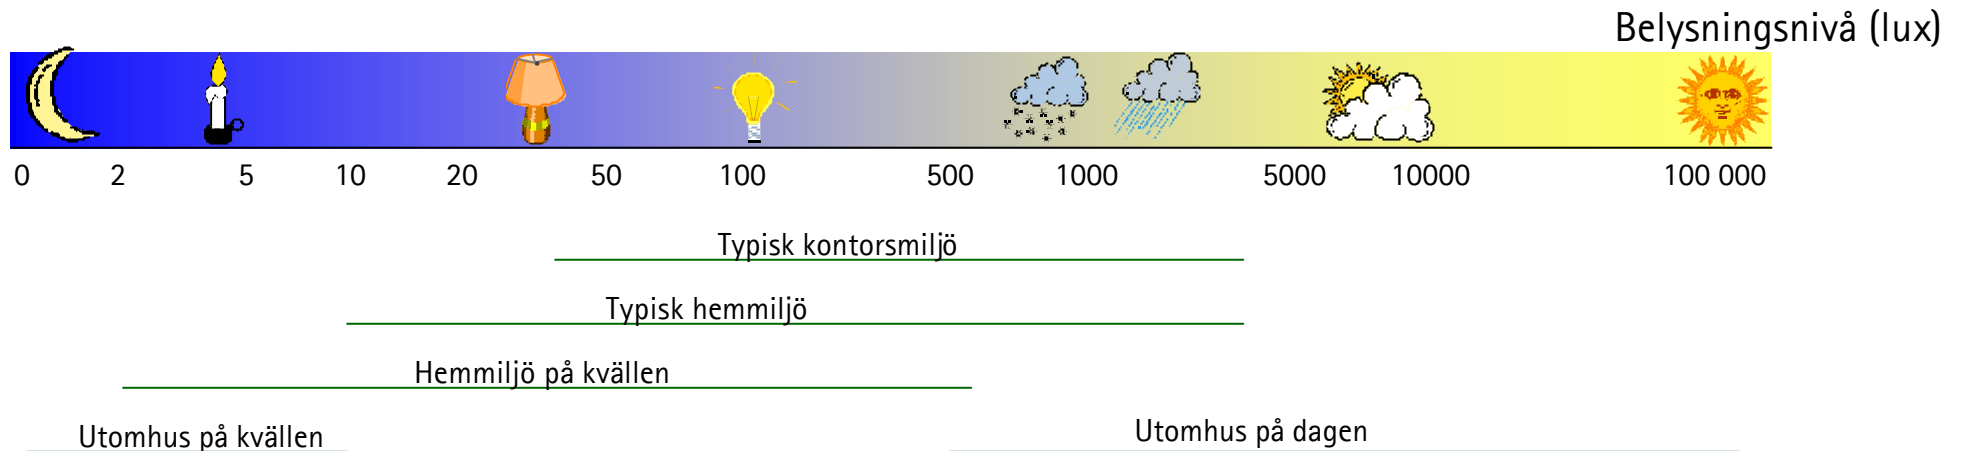 Belysningsnivå (lux)
0 2 5 10 20 50 100 500 1000 5000 10000 100 000
Typisk kontorsmiljö
Typisk hemmiljö
Hemmiljö på kvällen
Utomhus på kvällen Utomhus på dagen